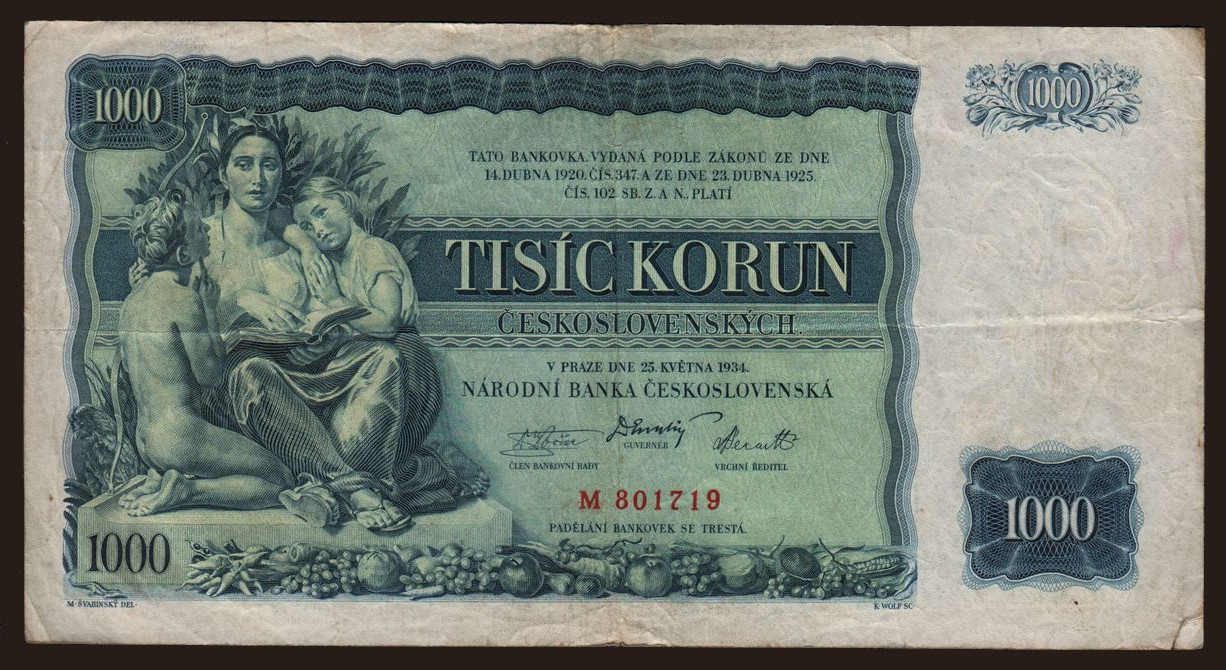 1000
1000
TATO BANKOVKA, VYDANÁ PODLE ZÁKONŮ ZE DNE
14. DUBNA 1920, ČÍS. 347. A ZE DNE 23. DUBNA 1925.
ČÍS. 102 SB. Z. A N., PLATÍ
TISÍC KORUN
ČESKOSLOVENSKÝCH.
V PRAZE DNE 25. KVĚTNA 1934.
NÁRODNÍ BANKA ČESKOSLOVENSKÁ
GUVERNÉR
ČLEN BANKOVNÍ RADY
VRCHNÍ ŘEDITEL
M 801719
1000
PADĚLÁNÍ BANKOVEK SE TRESTÁ.
1000
M. ŠVABINSKÝ DEL.
K. WOLF SC.